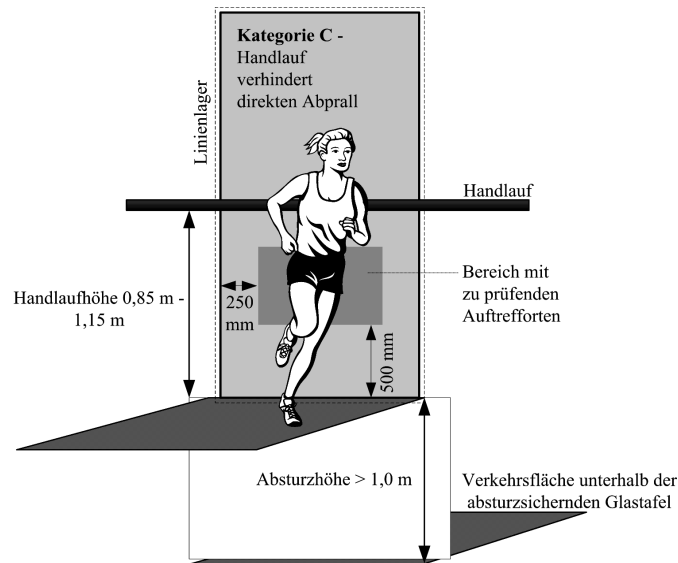 Kategorie C -
Handlauf
verhindert
direkten Abprall
Linienlager
Handlauf
Handlaufhöhe 0,85 m -
1,15 m
250
mm
Bereich mit
zu prüfenden
Auftrefforten
500 mm
Absturzhöhe > 1,0 m
Verkehrsfläche unterhalb der
absturzsichernden Glastafel